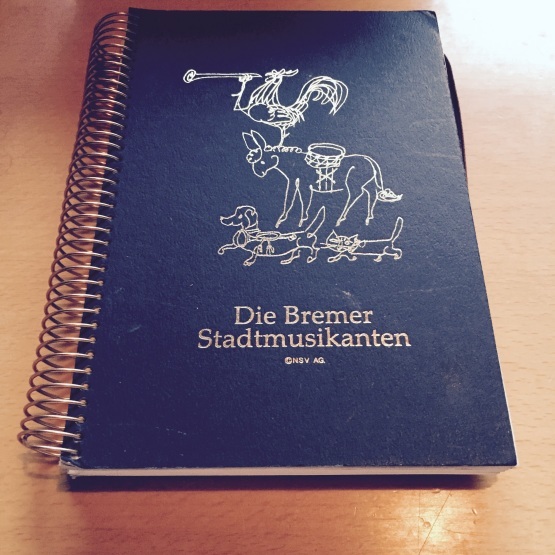 Die Bremer
Stadtmusikanten
©NSV AG.